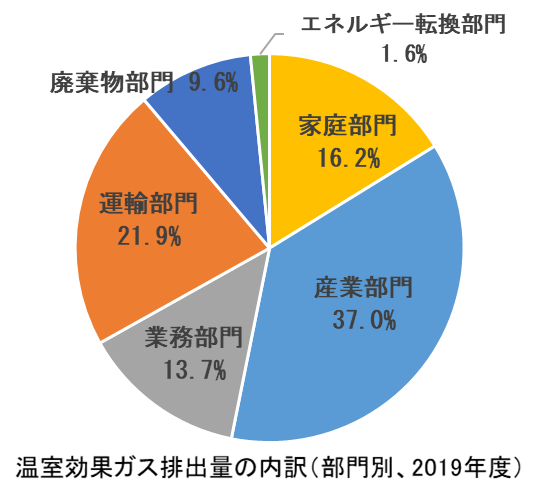 エネルギー転換部門
1.6%
廃棄物部門 9.6%
家庭部門
16.2%
運輸部門
21.9%
産業部門
37.0%
業務部門
13.7%
温室効果ガス排出量の内訳（部門別、2019年度）